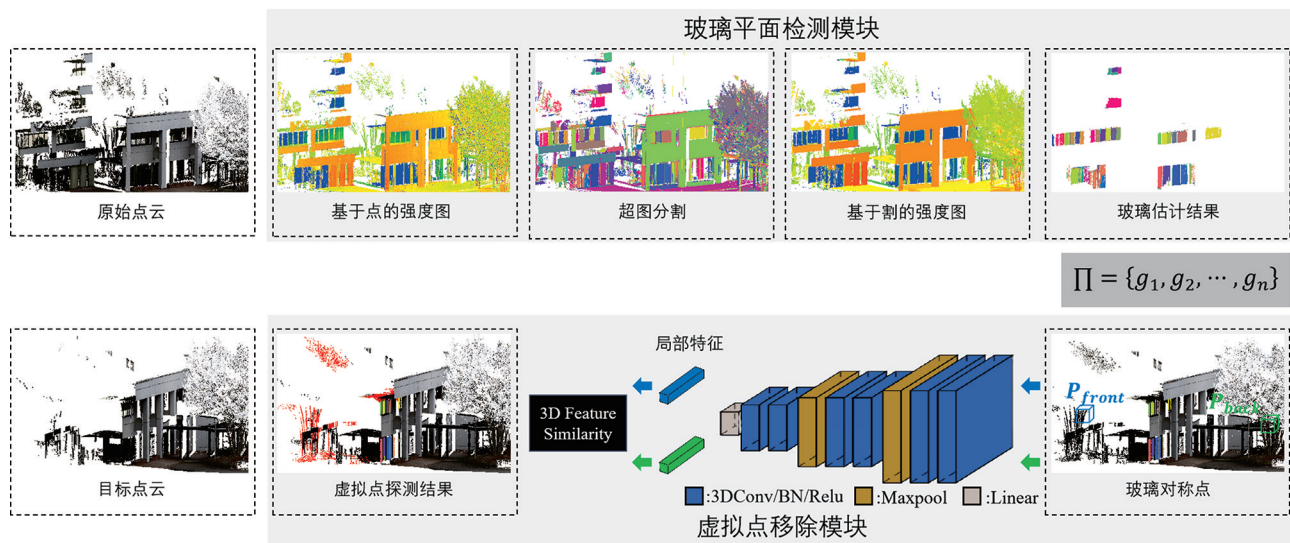 玻璃平面检测模块
原始点云
基于点的强度图
超图分割
基于割的强度图
玻璃估计结果
∏ = {g₁, g₂, ⋯, gₙ}
局部特征
3D Feature
Similarity
P_front
P_back
:3DConv/BN/Relu
:Maxpool
:Linear
目标点云
虚拟点探测结果
玻璃对称点
虚拟点移除模块